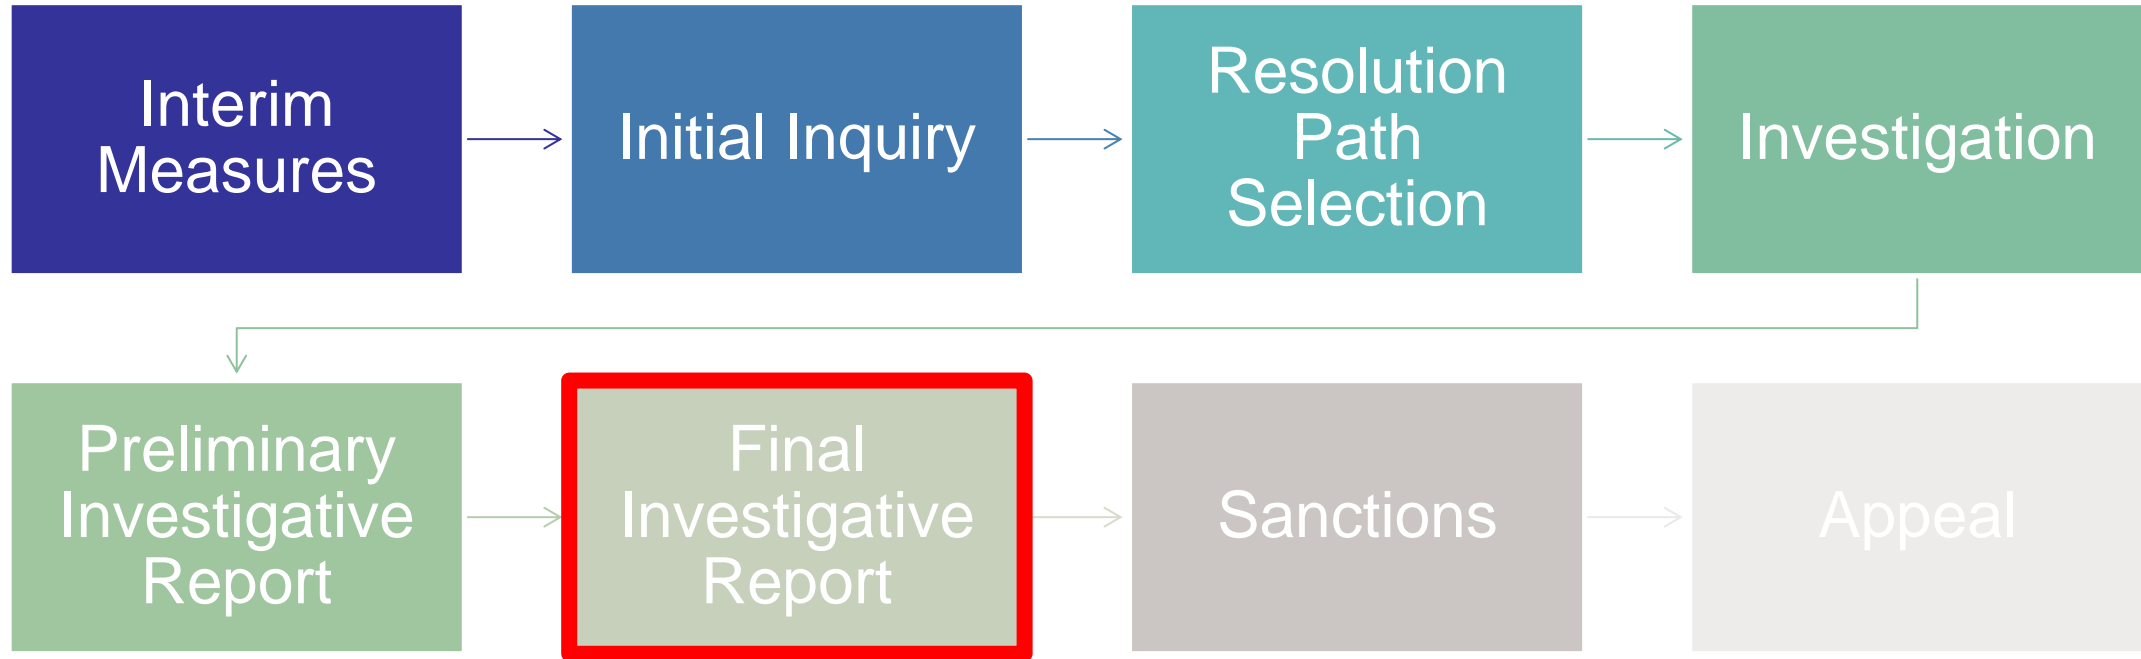 Interim
Measures
Initial Inquiry
Resolution
Path
Selection
Investigation
Preliminary
Investigative
Report
Final
Investigative
Report
Sanctions
Appeal